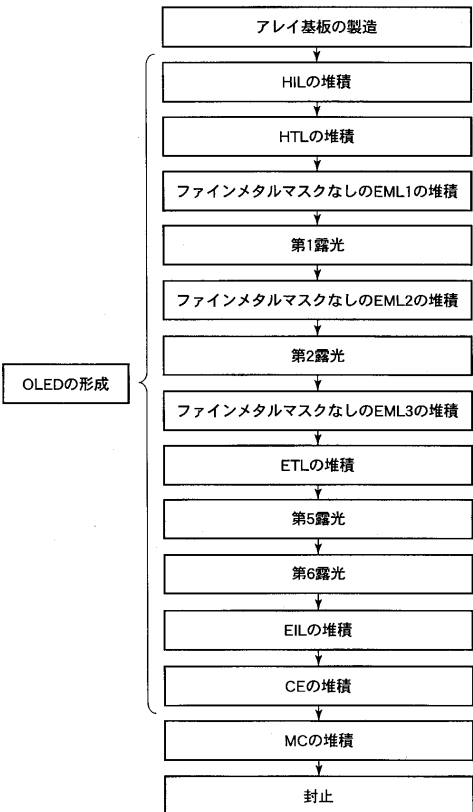 アレイ基板の製造
HILの堆積
HTLの堆積
ファインメタルマスクなしのEML1の堆積
第1露光
ファインメタルマスクなしのEML2の堆積
第2露光
OLEDの形成
ファインメタルマスクなしのEML3の堆積
ETLの堆積
第5露光
第6露光
EILの堆積
CEの堆積
MCの堆積
封止